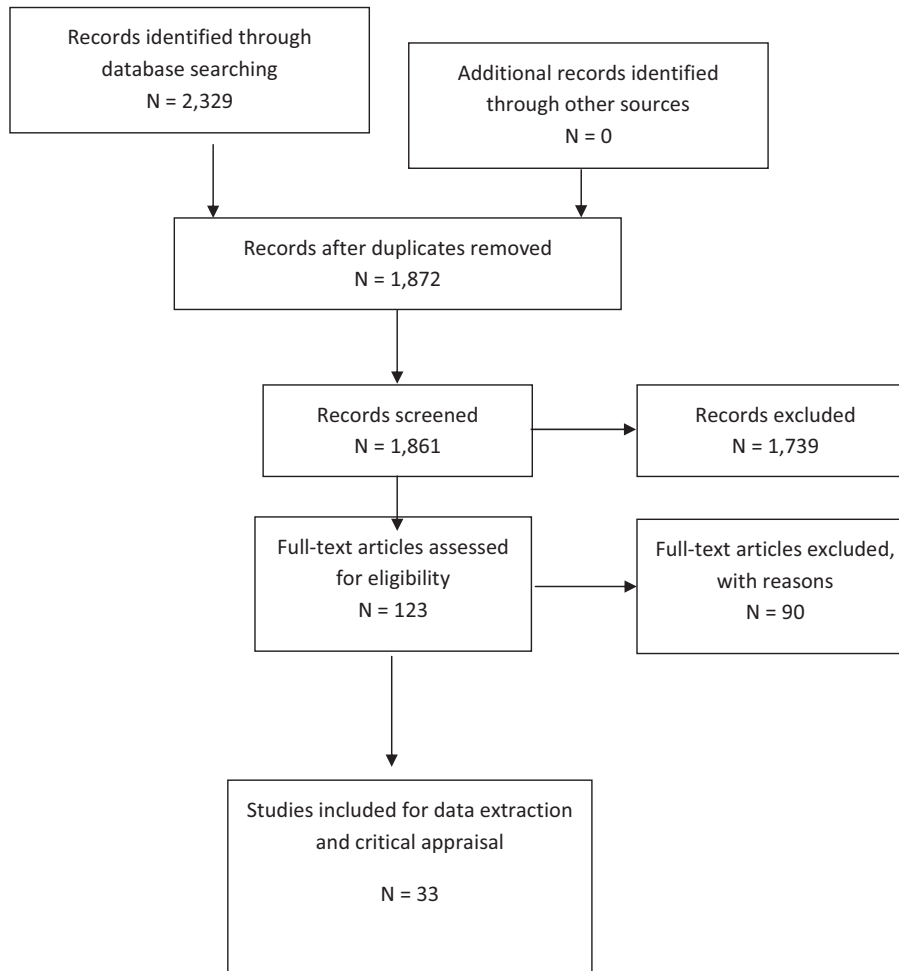 Records identified through
database searching
N = 2,329
Additional records identified
through other sources
N = 0
Records after duplicates removed
N = 1,872
Records screened
N = 1,861
Records excluded
N = 1,739
Full-text articles assessed
for eligibility
N = 123
Full-text articles excluded,
with reasons
N = 90
Studies included for data extraction
and critical appraisal
N = 33